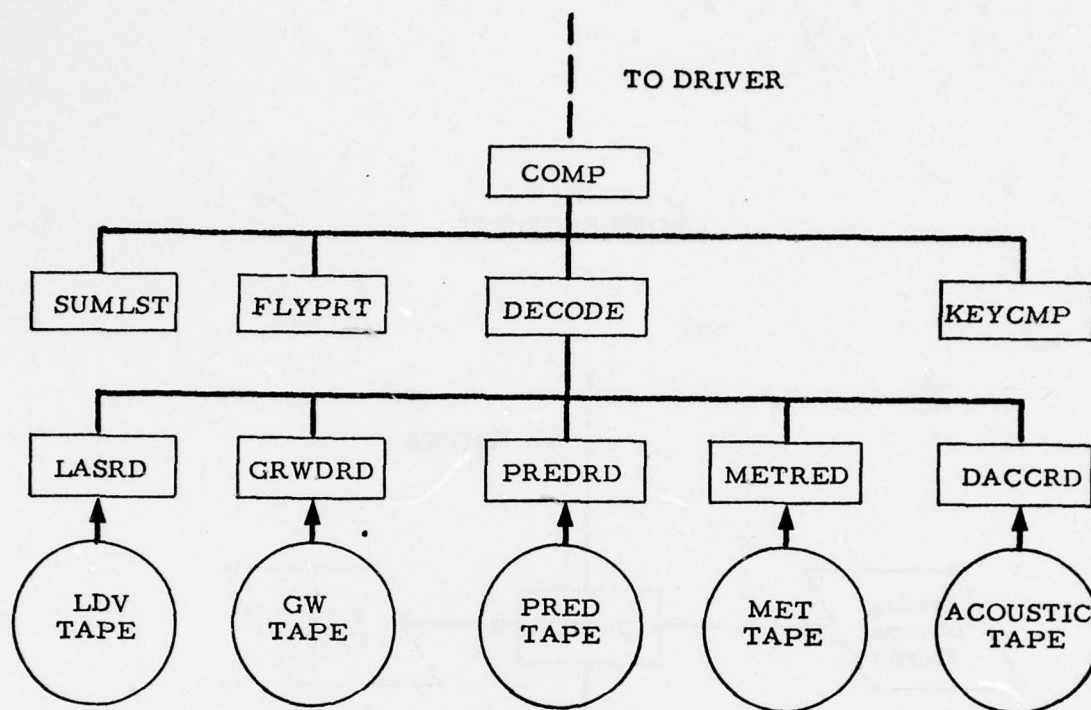 TO DRIVER
COMP
SUMLST
FLYPRT
DECODE
KEYCMP
LASRD
GRWDRD
PREDRD
METRED
DACCRD
LDV
TAPE
GW
TAPE
PRED
TAPE
MET
TAPE
ACOUSTIC
TAPE